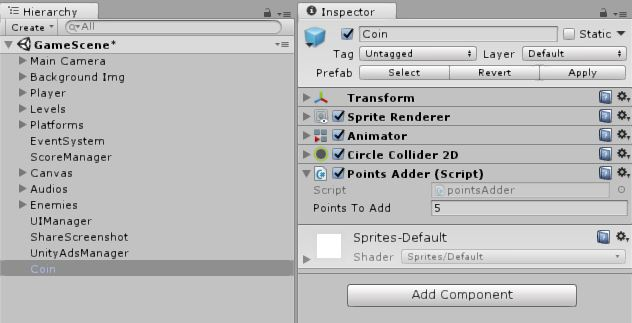 Hierarchy
Create
All
GameScene*
Main Camera
Background Img
Player
Levels
Platforms
EventSystem
ScoreManager
Canvas
Audios
Enemies
UIManager
ShareScreenshot
UnityAdsManager
Coin
Inspector
Coin Static
Tag Untagged Layer Default
Prefab Select Revert Apply
Transform
Sprite Renderer
Animator
Circle Collider 2D
Points Adder (Script)
Script pointsAdder
Points To Add 5
Sprites-Default
Shader Sprites/Default
Add Component